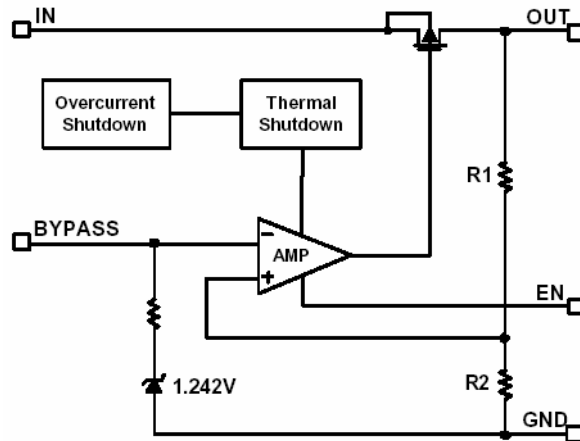 IN
OUT
Overcurrent
Shutdown
Thermal
Shutdown
R1
BYPASS
−
AMP
+
EN
1.242V
R2
GND